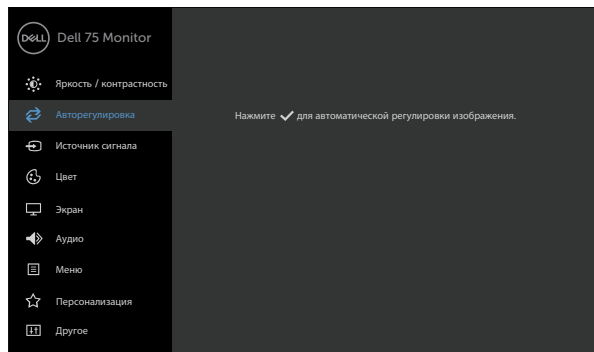 DELL Dell 75 Monitor
Яркость / контрастность
Авторегулировка
Нажмите для автоматической регулировки изображения.
Источник сигнала
Цвет
Экран
Аудио
Меню
Персонализация
Другое